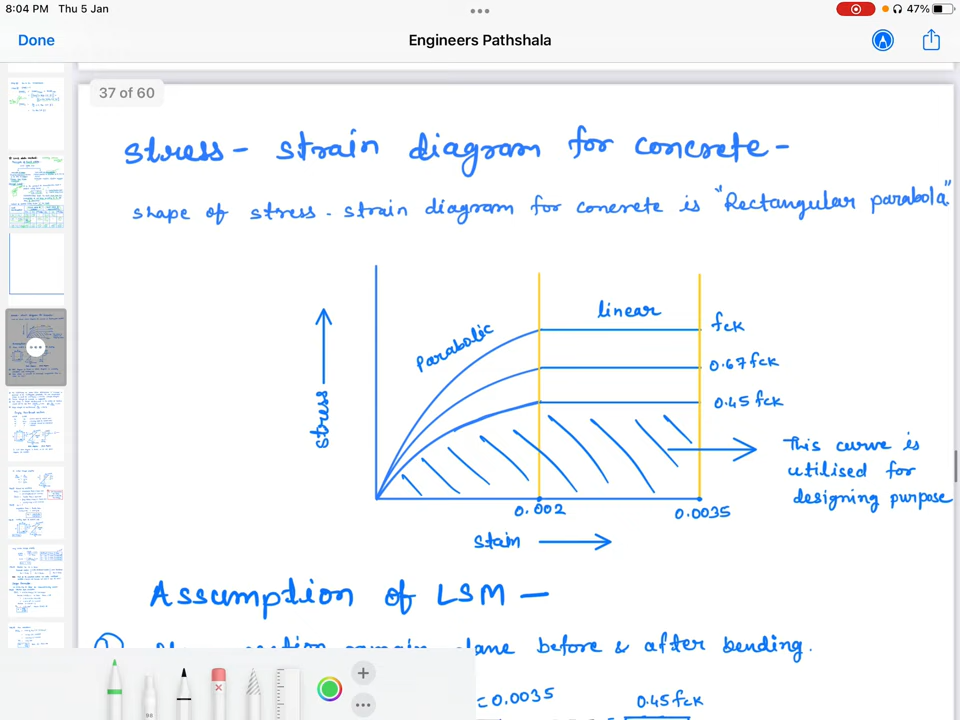 8:04 PM Thu 5 Jan
47%
Done
Engineers Pathshala
37 of 60
Stress - strain diagram for concrete -
shape of stress - strain diagram for concrete is "Rectangular parabola"
Parabolic
linear
fck
0.67 fck
0.45 fck
Stress
This curve is
utilised for
designing purpose
0.002
0.0035
Stain
Assumption of LSM -
plane before & after bending.
= 0.0035
0.45 fck